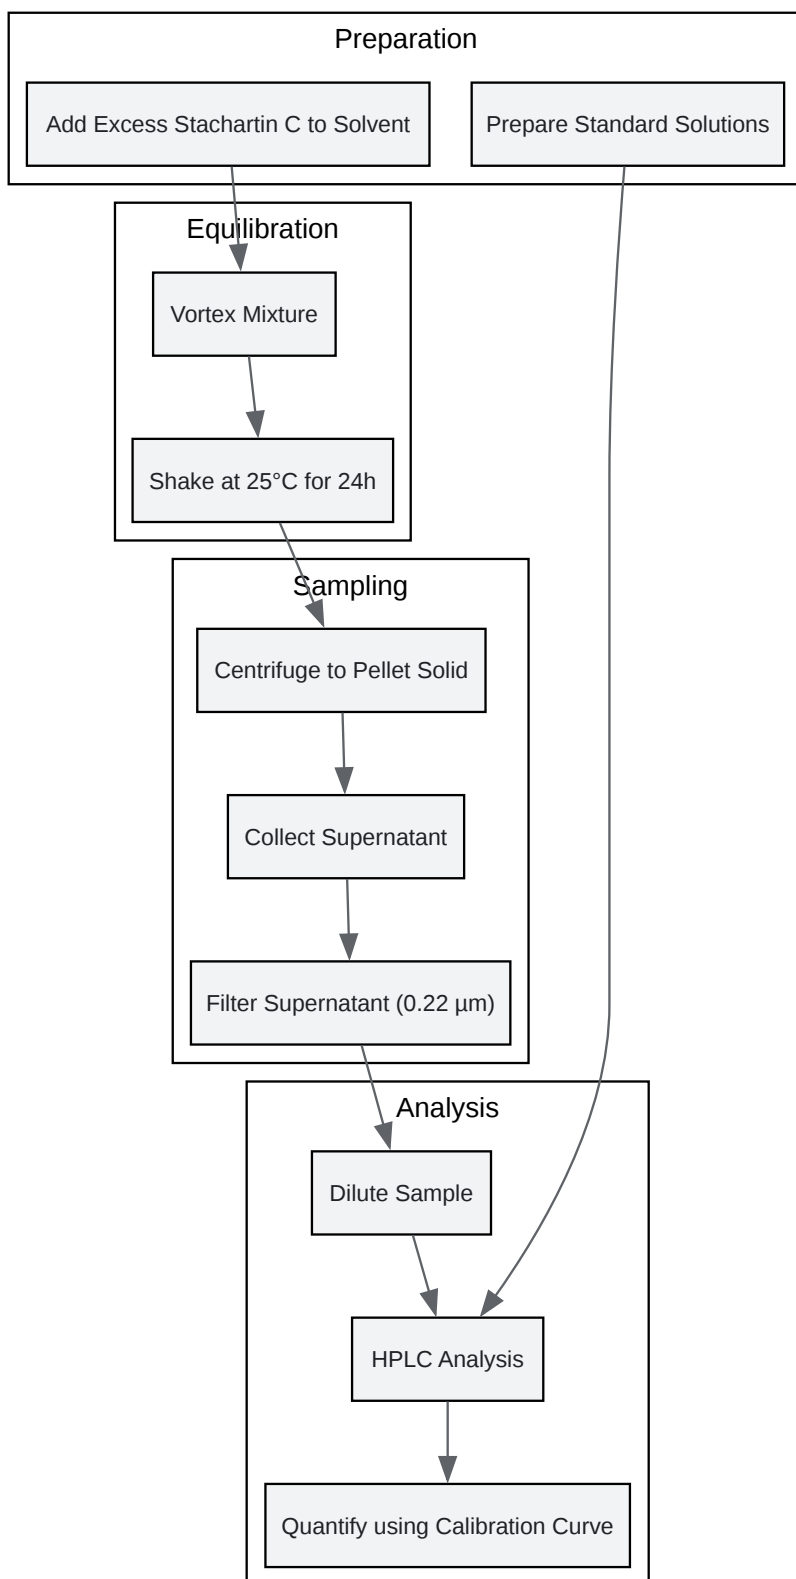 Preparation
Add Excess Stachartin C to Solvent
Prepare Standard Solutions
Equilibration
Vortex Mixture
Shake at 25°C for 24h
Sampling
Centrifuge to Pellet Solid
Collect Supernatant
Filter Supernatant (0.22 µm)
Analysis
Dilute Sample
HPLC Analysis
Quantify using Calibration Curve